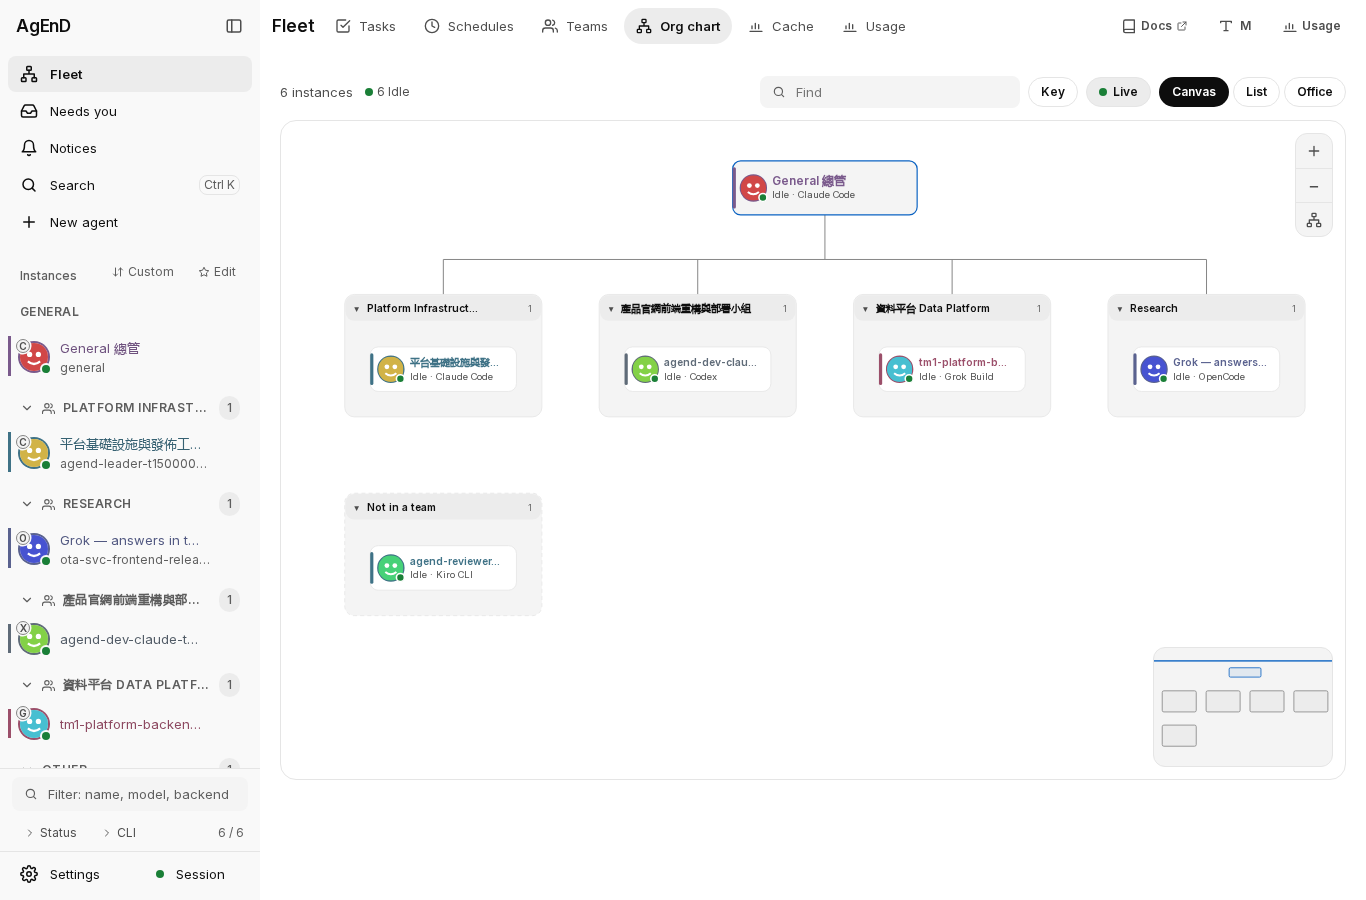 AgEnD
Fleet
Needs you
Notices
Search
Ctrl K
New agent
Instances
Custom
Edit
GENERAL
C
General 總管
general
PLATFORM INFRAST…
1
C
平台基礎設施與發佈工…
agend-leader-t150000…
RESEARCH
1
O
Grok — answers in t…
ota-svc-frontend-relea…
產品官網前端重構與部…
1
X
agend-dev-claude-t…
資料平台 DATA PLATF…
1
G
tm1-platform-backen…
Filter: name, model, backend
Status
CLI
6 / 6
Settings
Session
Fleet
Tasks
Schedules
Teams
Org chart
Cache
Usage
Docs
M
Usage
6 instances
6 Idle
Find
Key
Live
Canvas
List
Office
General 總管
Idle · Claude Code
Platform Infrastruct…
1
平台基礎設施與發…
Idle · Claude Code
產品官網前端重構與部署小組
1
agend-dev-clau…
Idle · Codex
資料平台 Data Platform
1
tm1-platform-b…
Idle · Grok Build
Research
1
Grok — answers…
Idle · OpenCode
Not in a team
1
agend-reviewer…
Idle · Kiro CLI